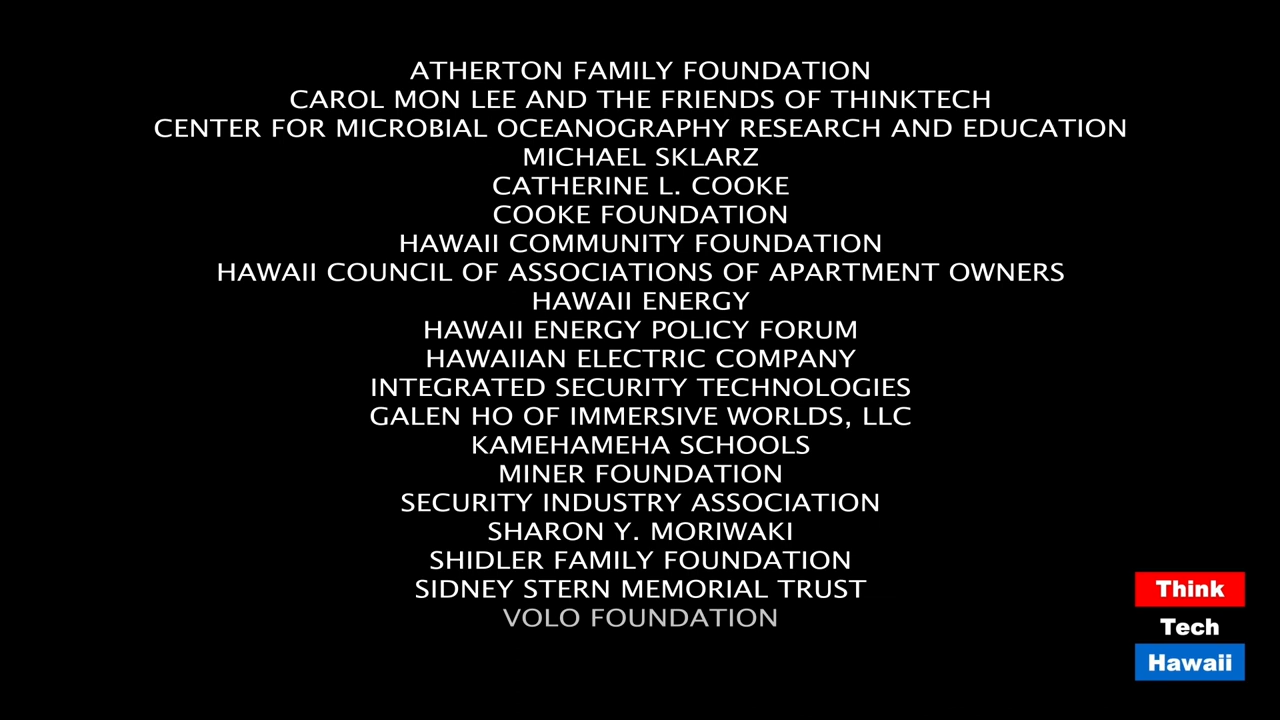 ATHERTON FAMILY FOUNDATION
CAROL MON LEE AND THE FRIENDS OF THINKTECH
CENTER FOR MICROBIAL OCEANOGRAPHY RESEARCH AND EDUCATION
MICHAEL SKLARZ
CATHERINE L. COOKE
COOKE FOUNDATION
HAWAII COMMUNITY FOUNDATION
HAWAII COUNCIL OF ASSOCIATIONS OF APARTMENT OWNERS
HAWAII ENERGY
HAWAII ENERGY POLICY FORUM
HAWAIIAN ELECTRIC COMPANY
INTEGRATED SECURITY TECHNOLOGIES
GALEN HO OF IMMERSIVE WORLDS, LLC
KAMEHAMEHA SCHOOLS
MINER FOUNDATION
SECURITY INDUSTRY ASSOCIATION
SHARON Y. MORIWAKI
SHIDLER FAMILY FOUNDATION
SIDNEY STERN MEMORIAL TRUST
VOLO FOUNDATION
Think
Tech
Hawaii